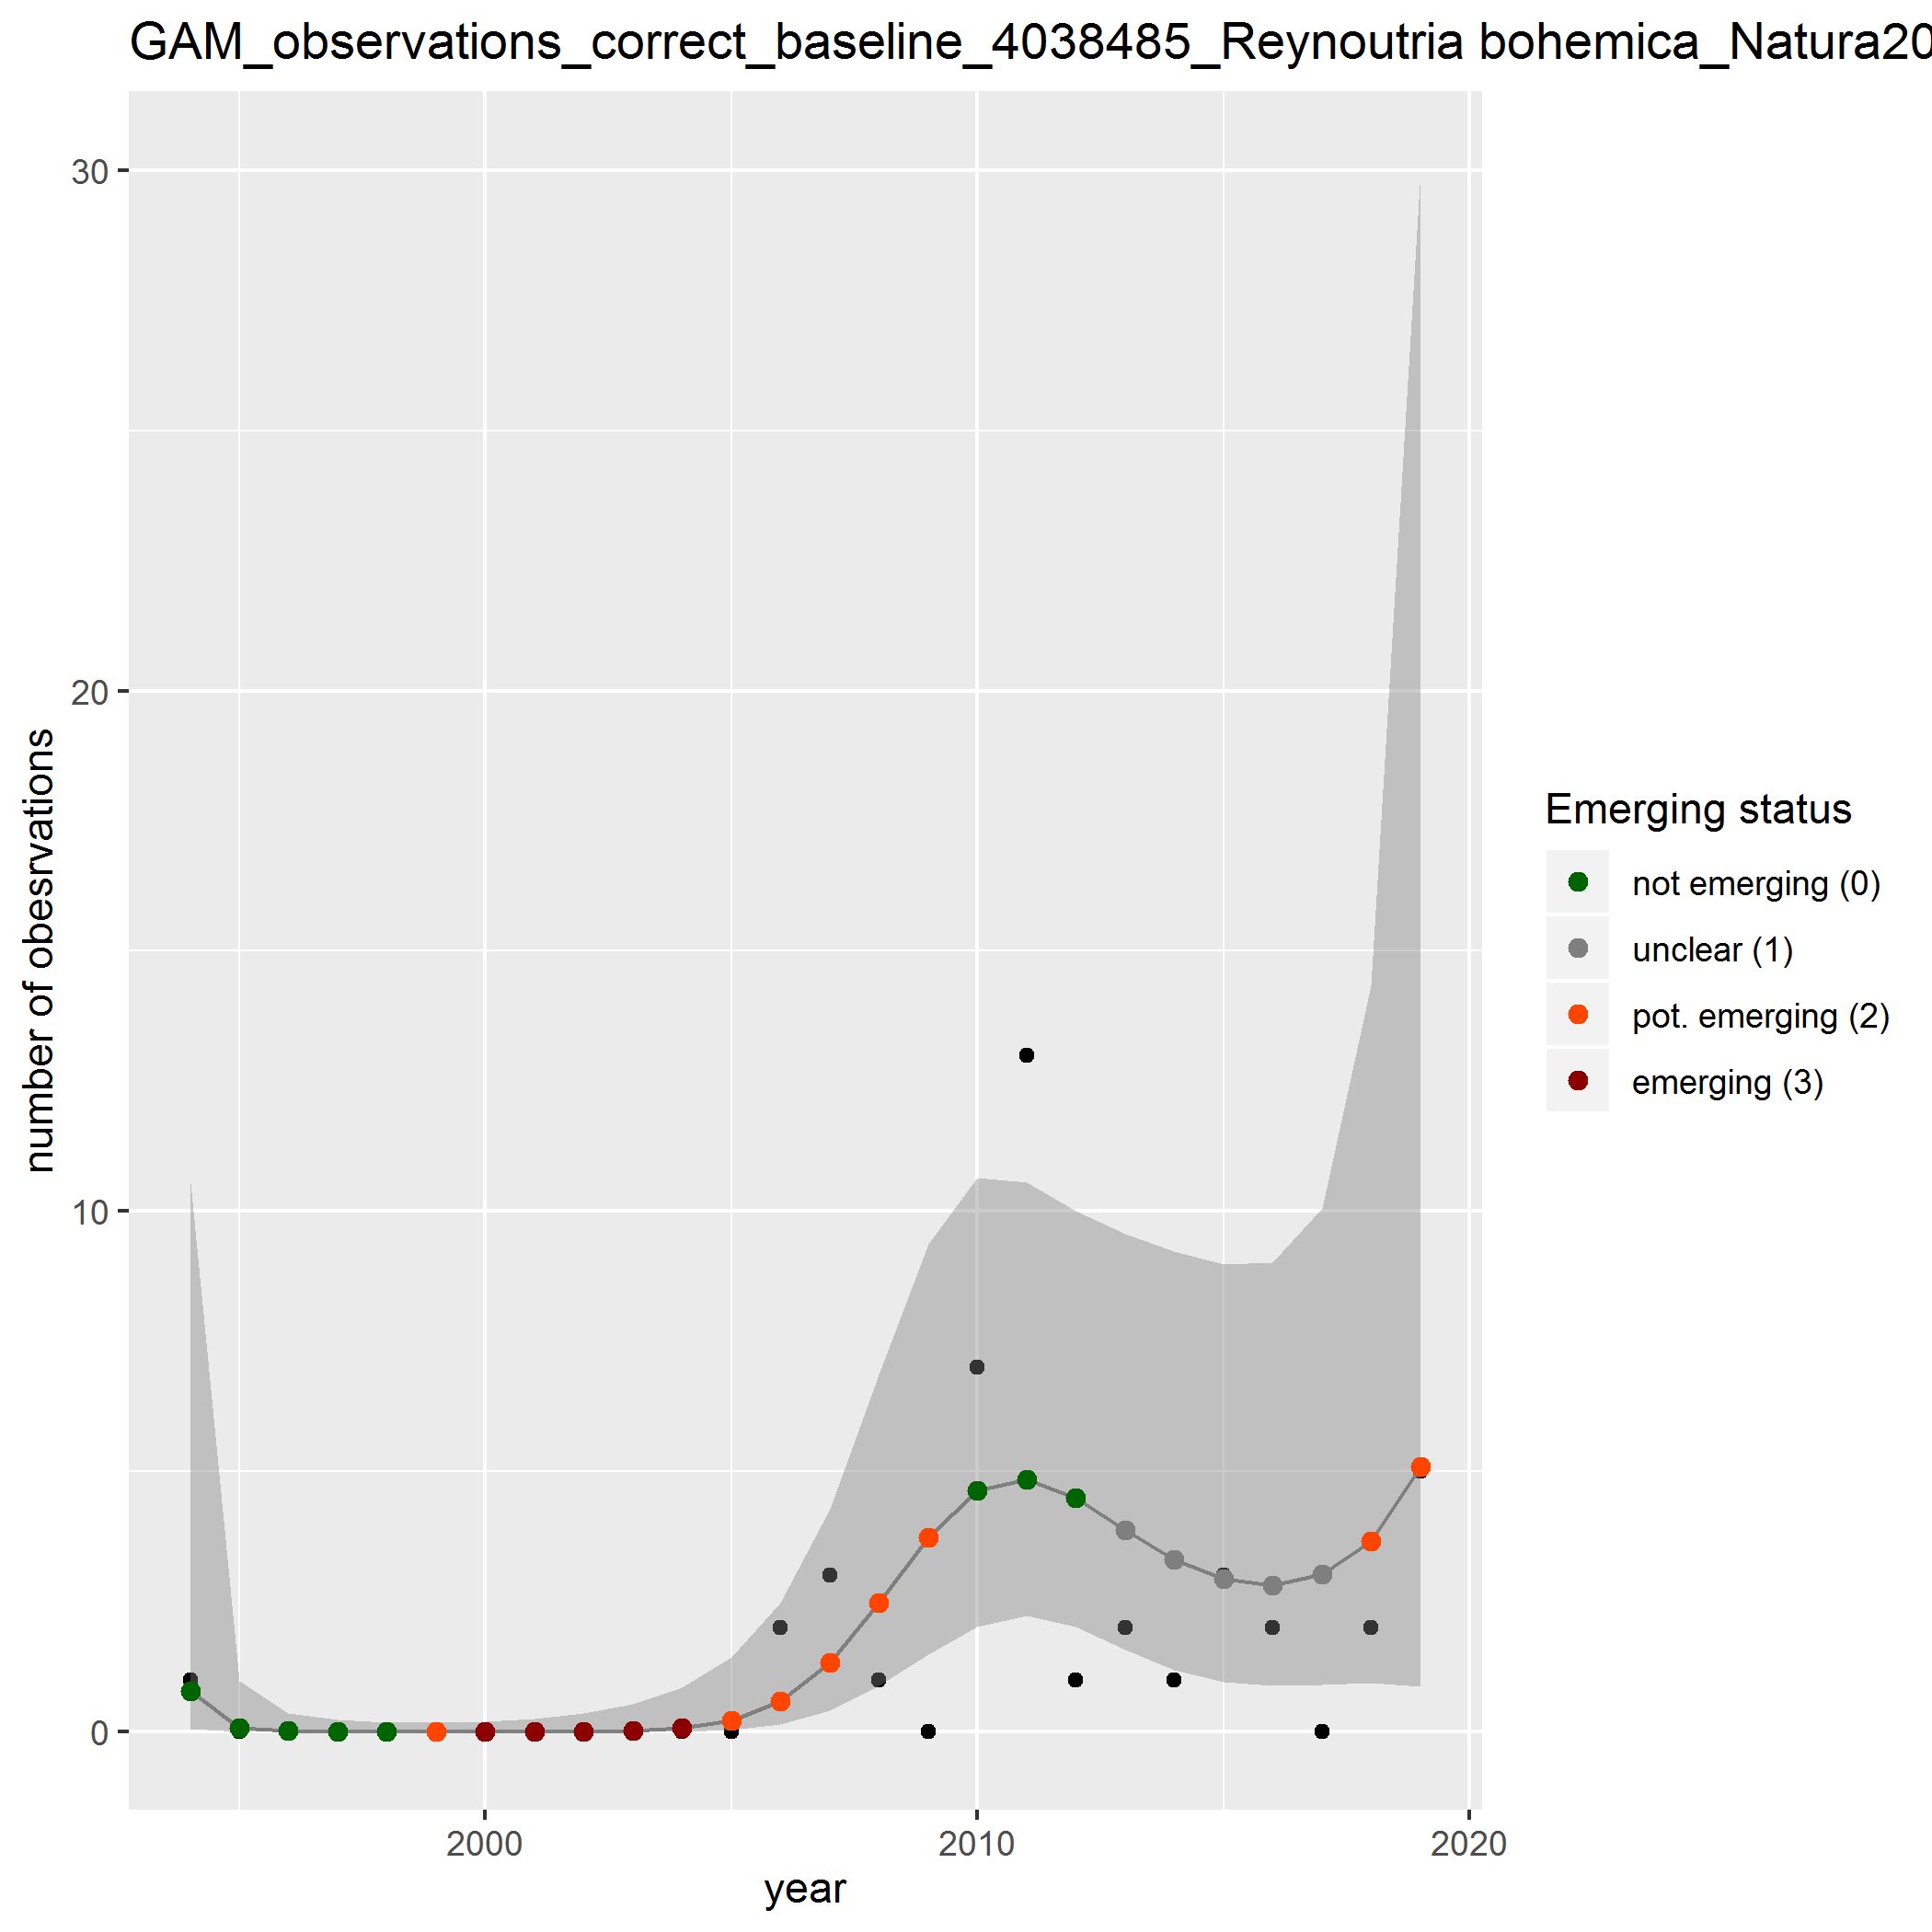 GAM_observations_correct_baseline_4038485_Reynoutria bohemica_Natura20
30
20
10
0
number of obesrvations
2000
2010
2020
year
Emerging status
not emerging (0)
unclear (1)
pot. emerging (2)
emerging (3)